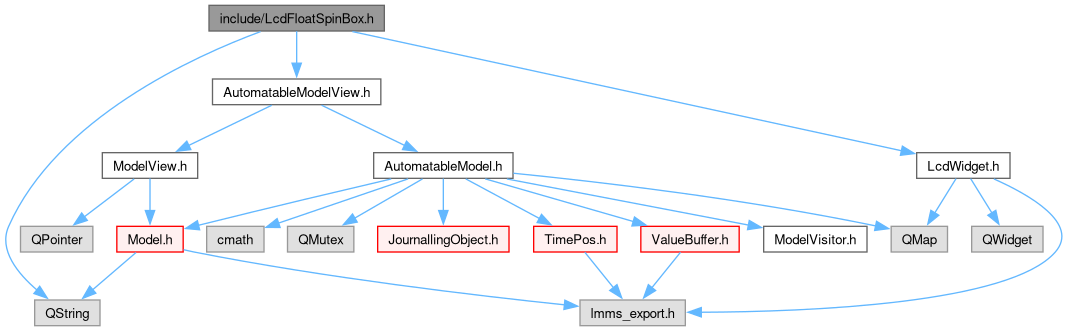 include/LcdFloatSpinBox.h
AutomatableModelView.h
ModelView.h
AutomatableModel.h
LcdWidget.h
QPointer
Model.h
cmath
QMutex
JournallingObject.h
TimePos.h
ValueBuffer.h
ModelVisitor.h
QMap
QWidget
QString
lmms_export.h